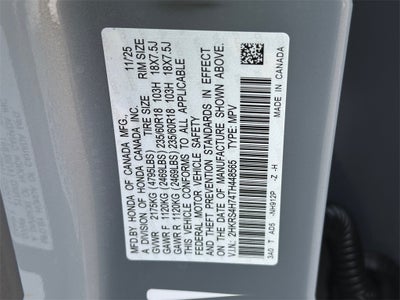 MFD.BY HONDA OF CANADA MFG., 11/25
A DIVISION OF HONDA CANADA INC.
TIRE SIZE RIM SIZE
GVWR 2175KG (4795LBS)
GAWR F 1120KG (2469LBS) 235/60R18 103H 18X7.5J
GAWR R 1120KG (2469LBS) 235/60R18 103H 18X7.5J
THIS VEHICLE CONFORMS TO ALL APPLICABLE
FEDERAL MOTOR VEHICLE SAFETY
AND THEFT PREVENTION STANDARDS IN EFFECT
ON THE DATE OF MANUFACTURE SHOWN ABOVE.
V.I.N.: 2HKRS4H74TH448565 TYPE: MPV
3A0 T AD5 -NH912P -Z -H
MADE IN CANADA